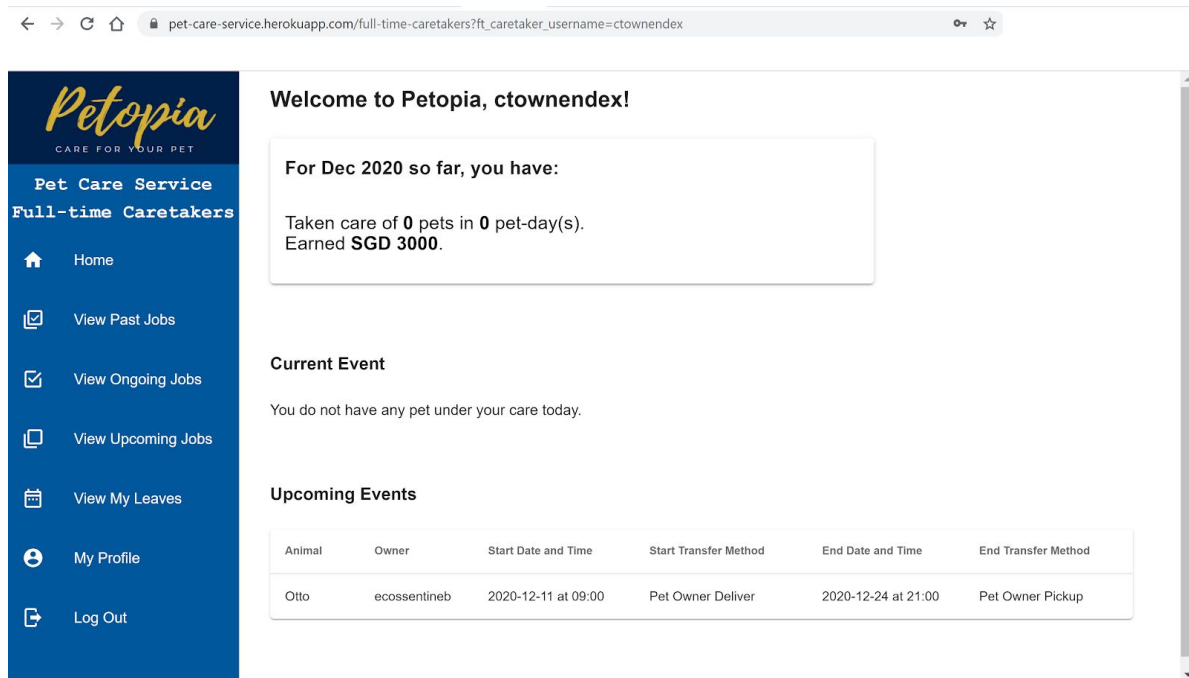 pet-care-service.herokuapp.com/full-time-caretakers?ft_caretaker_username=ctownendex
Petopia
CARE FOR YOUR PET
Pet Care Service
Full-time Caretakers
Home
View Past Jobs
View Ongoing Jobs
View Upcoming Jobs
View My Leaves
My Profile
Log Out
Welcome to Petopia, ctownendex!
For Dec 2020 so far, you have:
Taken care of 0 pets in 0 pet-day(s).
Earned SGD 3000.
Current Event
You do not have any pet under your care today.
Upcoming Events
Animal Owner Start Date and Time Start Transfer Method End Date and Time End Transfer Method
Otto ecossentineb 2020-12-11 at 09:00 Pet Owner Deliver 2020-12-24 at 21:00 Pet Owner Pickup